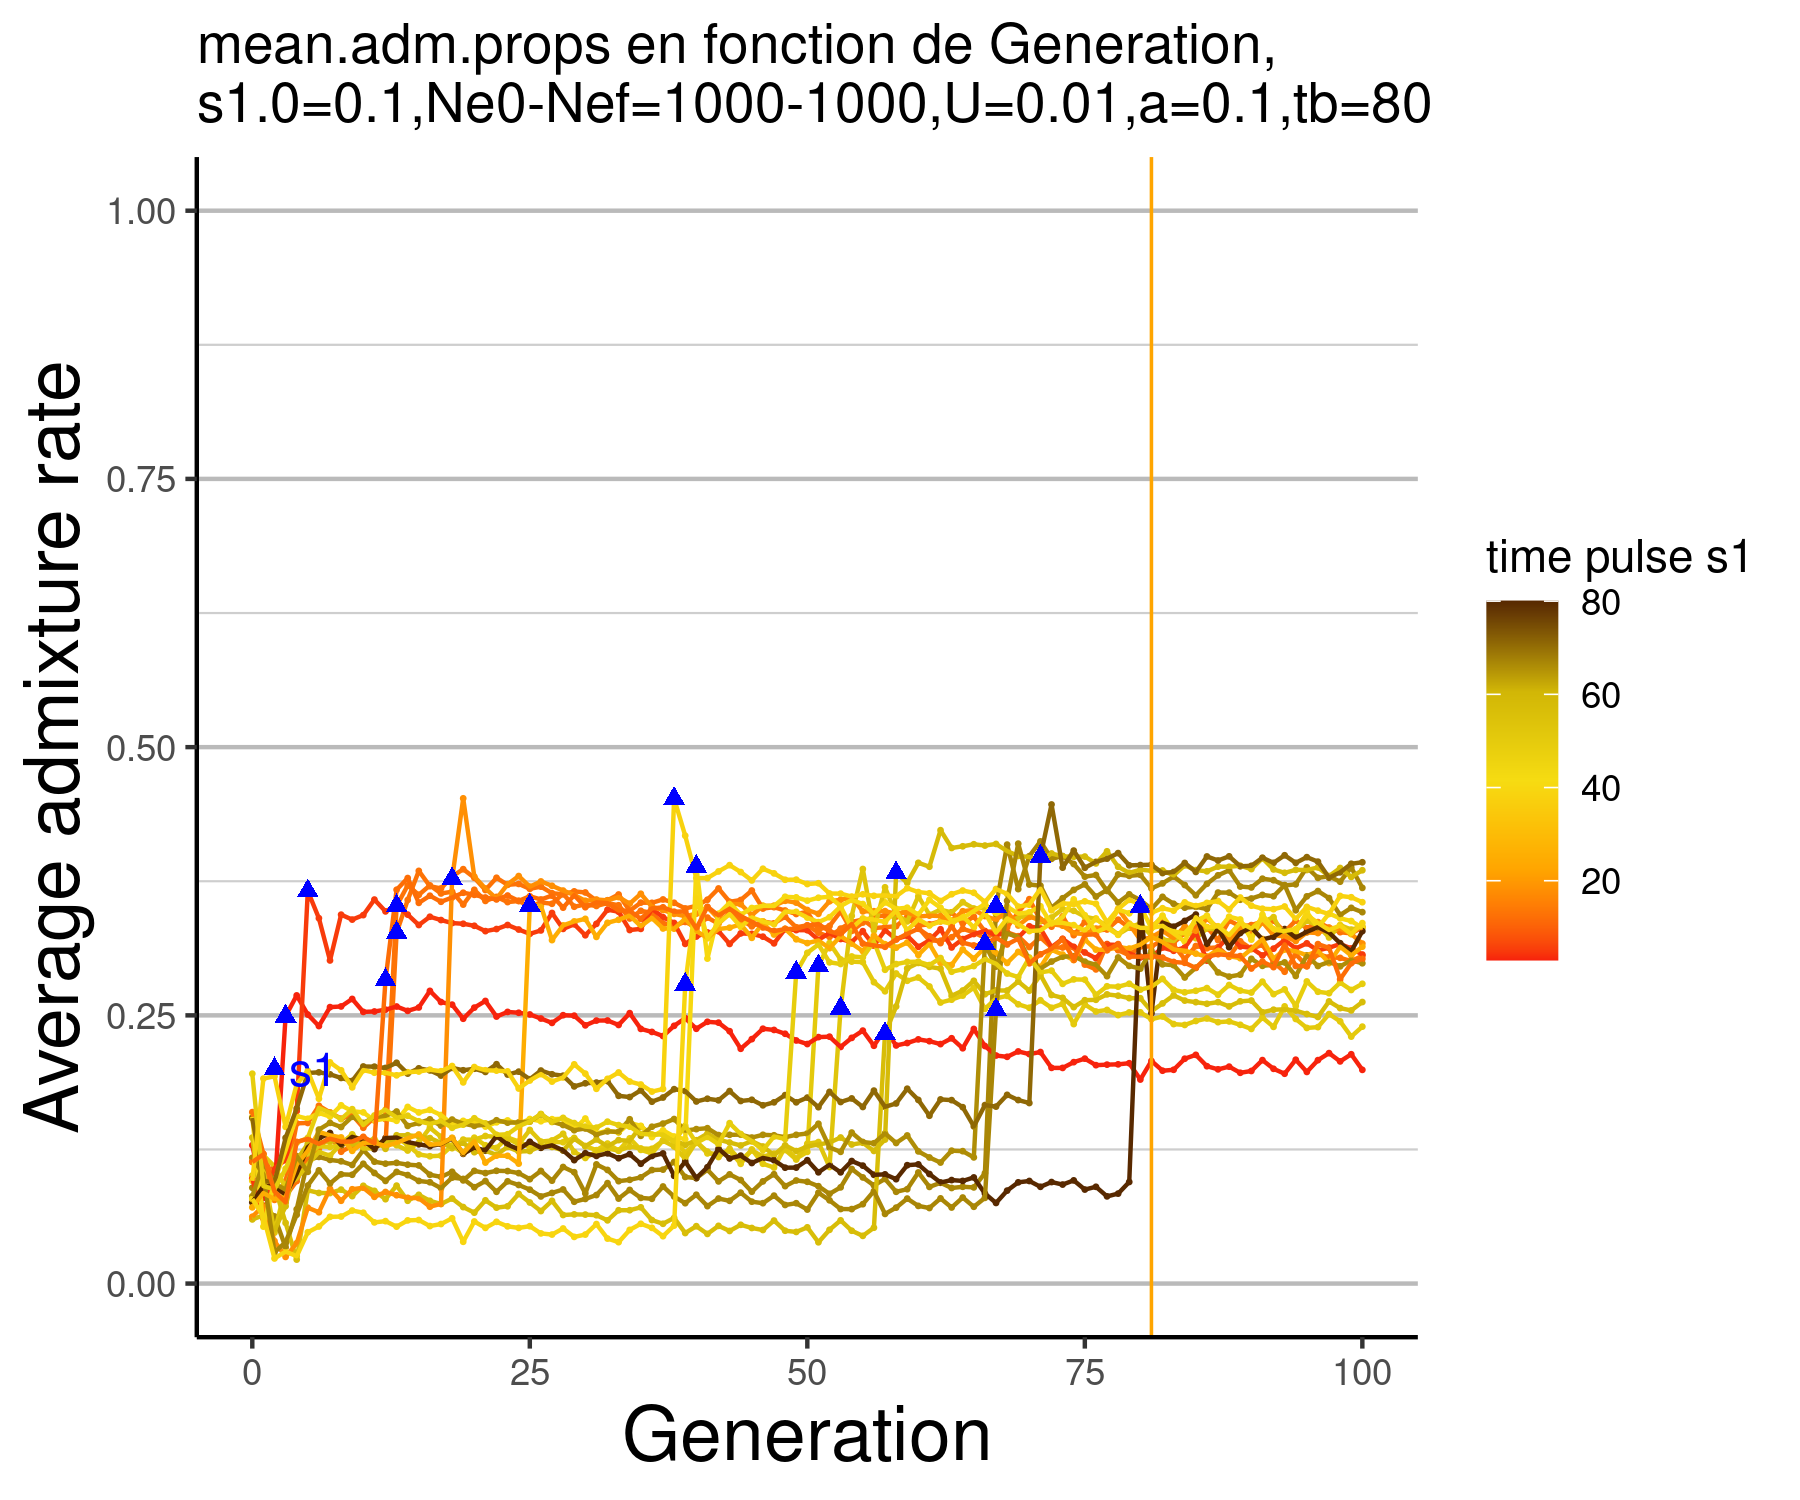 mean.adm.props en fonction de Generation,
s1.0=0.1,Ne0-Nef=1000-1000,U=0.01,a=0.1,tb=80
Average admixture rate
1.00
0.75
0.50
0.25
0.00
s1
0
25
50
75
100
Generation
time pulse s1
80
60
40
20